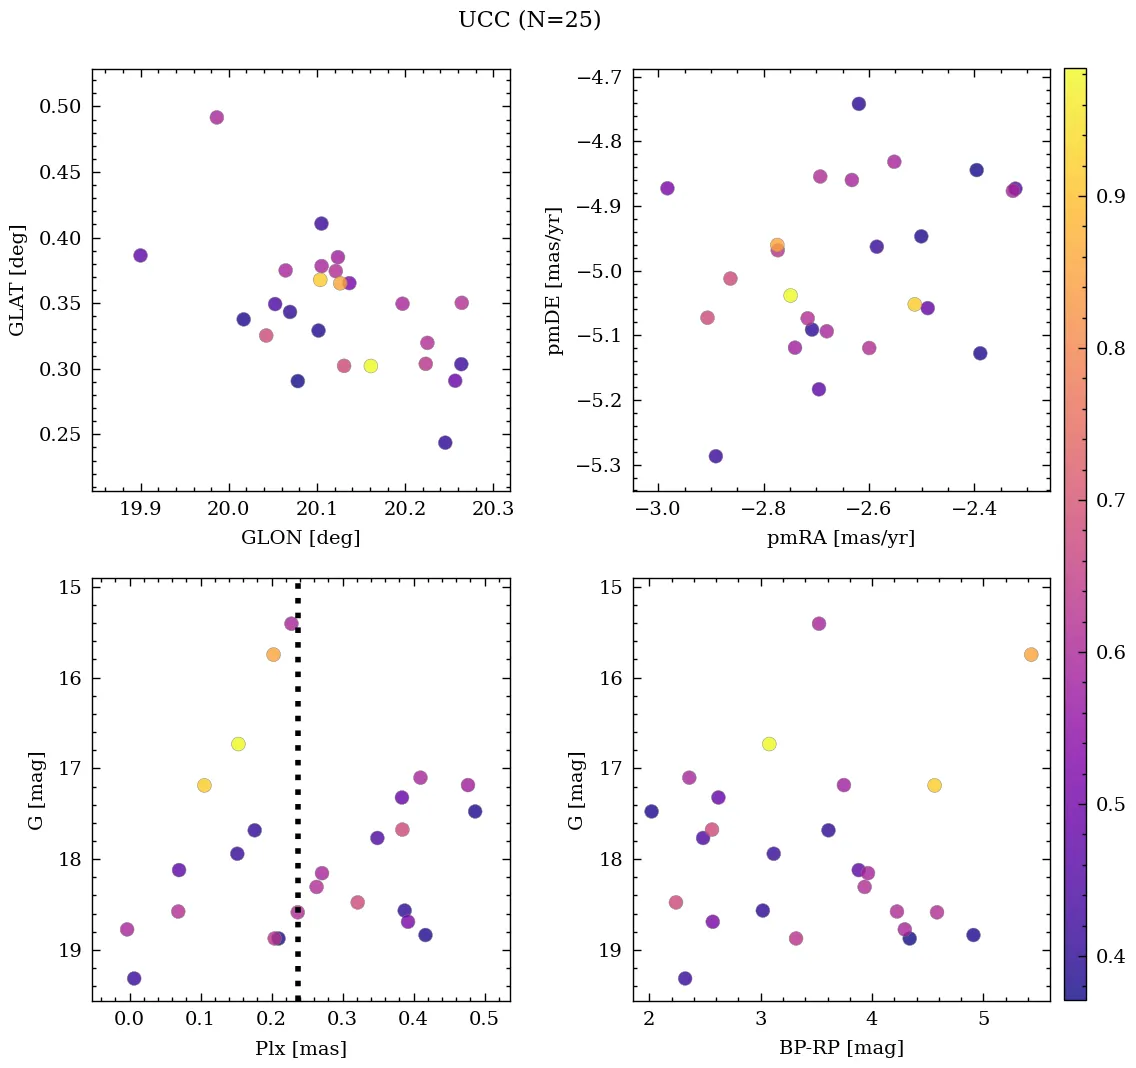 UCC (N=25)
0.50
0.45
0.40
0.35
0.30
0.25
GLAT [deg]
19.9 20.0 20.1 20.2 20.3
GLON [deg]
−4.7
−4.8
−4.9
−5.0
−5.1
−5.2
−5.3
pmDE [mas/yr]
−3.0 −2.8 −2.6 −2.4
pmRA [mas/yr]
15
16
17
18
19
G [mag]
0.0 0.1 0.2 0.3 0.4 0.5
Plx [mas]
15
16
17
18
19
G [mag]
2 3 4 5
BP-RP [mag]
0.9
0.8
0.7
0.6
0.5
0.4